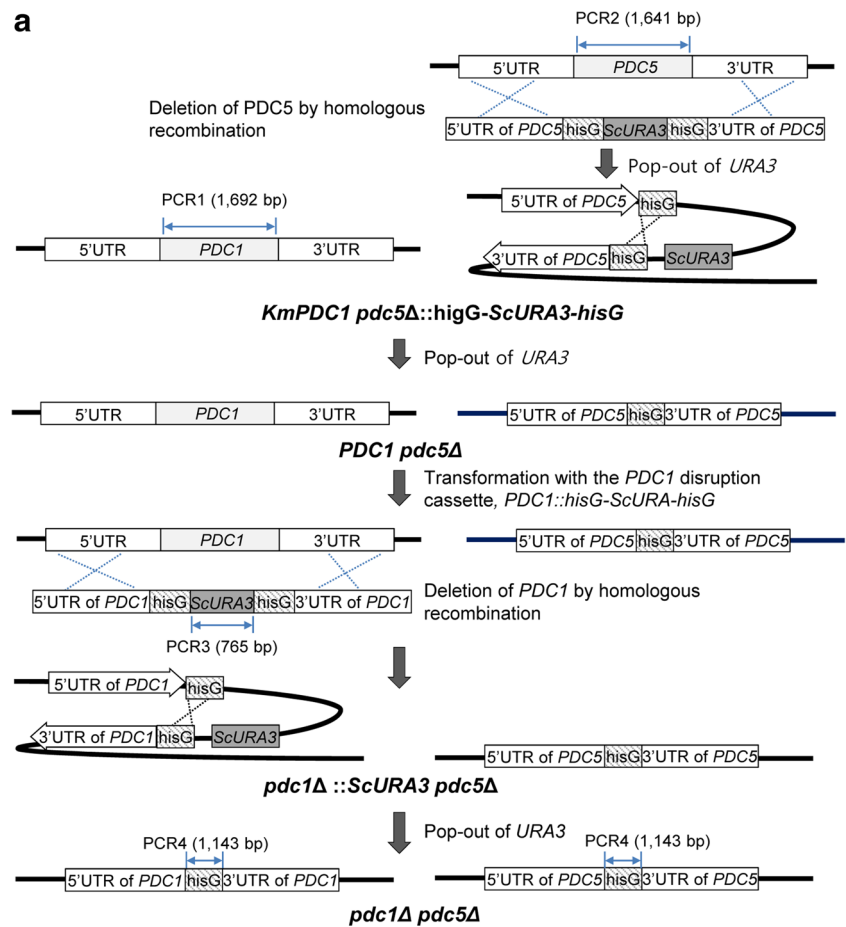 a
PCR2 (1,641 bp)
5’UTR PDC5 3’UTR
Deletion of PDC5 by homologous
recombination
5’UTR of PDC5 hisG ScURA3 hisG 3’UTR of PDC5
Pop-out of URA3
PCR1 (1,692 bp)
5’UTR of PDC5 hisG
5’UTR PDC1 3’UTR
3’UTR of PDC5 hisG ScURA3
KmPDC1 pdc5Δ::higG-ScURA3-hisG
Pop-out of URA3
5’UTR PDC1 3’UTR
5’UTR of PDC5 hisG 3’UTR of PDC5
PDC1 pdc5Δ
Transformation with the PDC1 disruption
cassette, PDC1::hisG-ScURA-hisG
5’UTR PDC1 3’UTR
5’UTR of PDC5 hisG 3’UTR of PDC5
5’UTR of PDC1 hisG ScURA3 hisG 3’UTR of PDC1
Deletion of PDC1 by homologous
recombination
PCR3 (765 bp)
5’UTR of PDC1 hisG
3’UTR of PDC1 hisG ScURA3
5’UTR of PDC5 hisG 3’UTR of PDC5
pdc1Δ ::ScURA3 pdc5Δ
Pop-out of URA3
PCR4 (1,143 bp)
PCR4 (1,143 bp)
5’UTR of PDC1 hisG 3’UTR of PDC1
5’UTR of PDC5 hisG 3’UTR of PDC5
pdc1Δ pdc5Δ